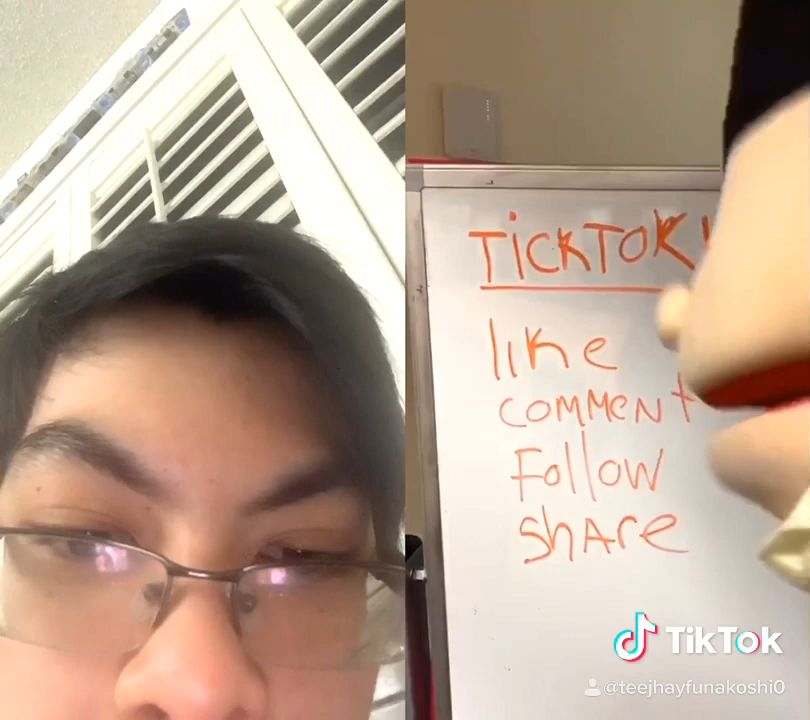 TiCKTOK!
like
COMMENT
Follow
ShAre
TikTok
@teejhayfunakoshi0